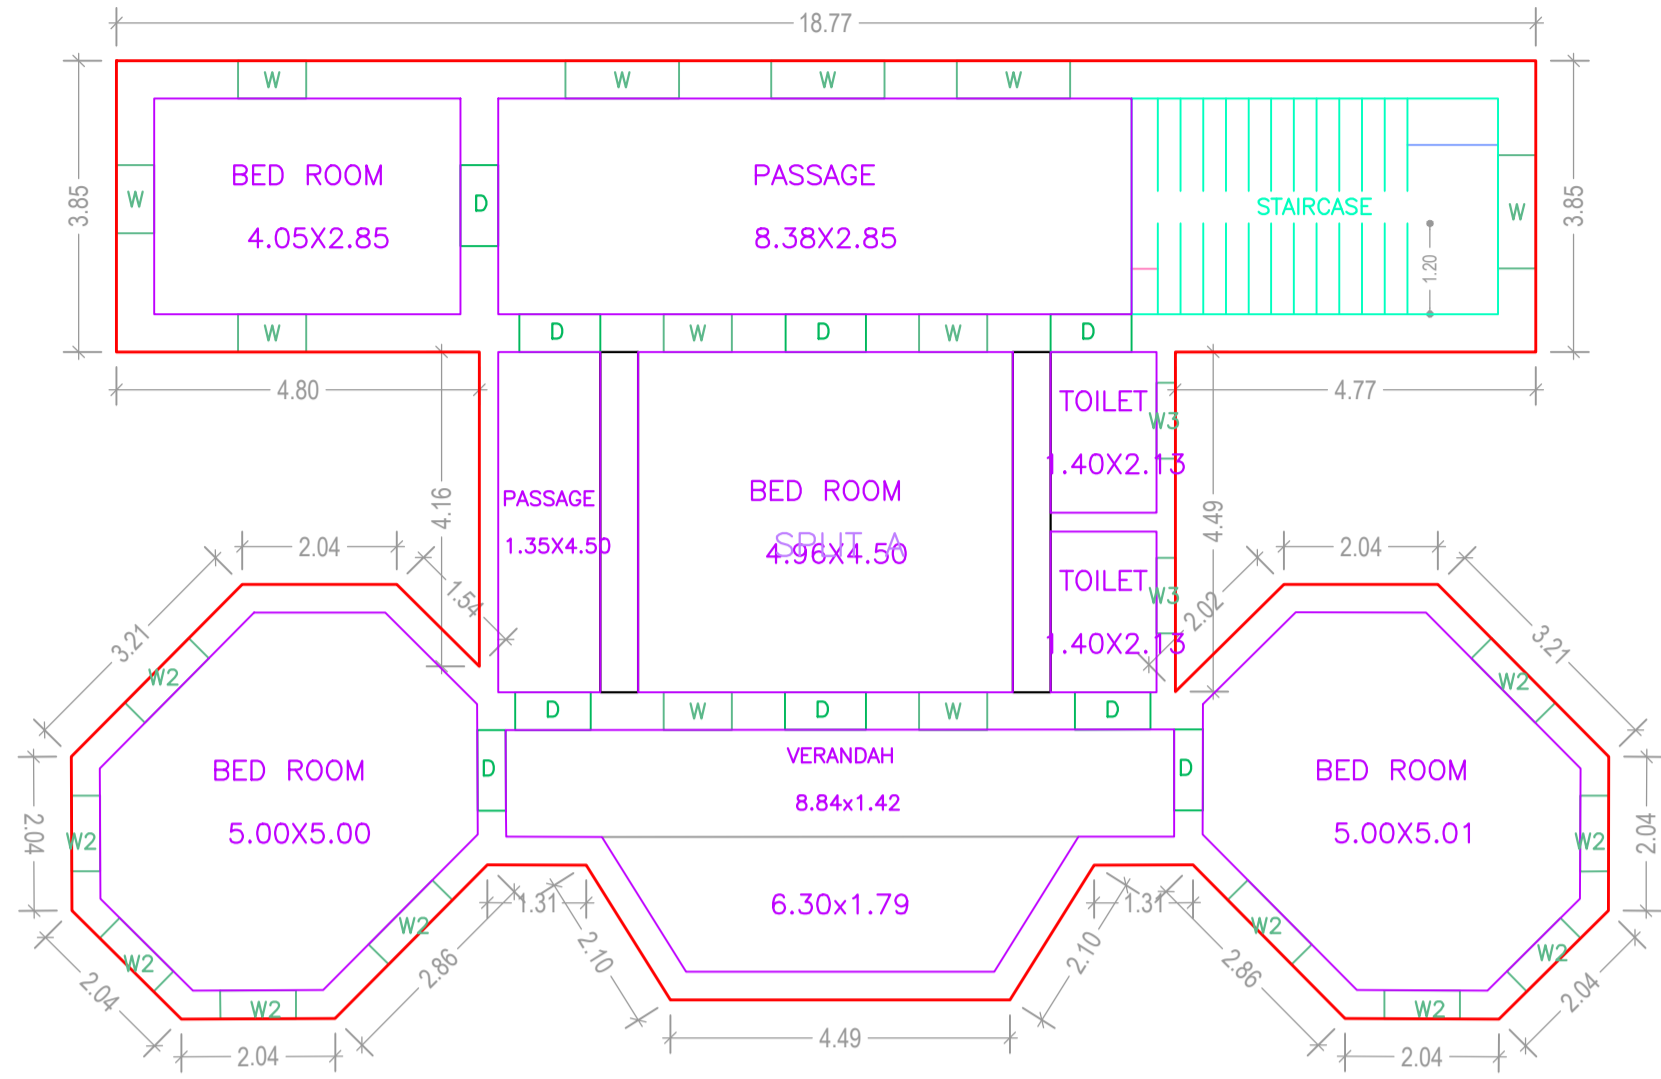 18.77
W
W
W
W
3.85
BED ROOM
4.05X2.85
W
D
PASSAGE
8.38X2.85
STAIRCASE
1.20
W
3.85
W
D
W
D
W
D
4.80
4.77
TOILET
W3
1.40X2.13
PASSAGE
1.35X4.50
BED ROOM
SPLIT A
4.96X4.50
4.16
4.49
TOILET
W3
1.40X2.13
2.04
1.54
2.02
2.04
3.21
3.21
W2
W2
D
W
D
W
D
BED ROOM
5.00X5.00
D
VERANDAH
8.84x1.42
D
BED ROOM
5.00X5.01
2.04
W2
W2
2.04
6.30x1.79
1.31
1.31
W2
W2
2.10
2.10
W2
W2
2.86
2.86
2.04
2.04
W2
W2
2.04
4.49
2.04